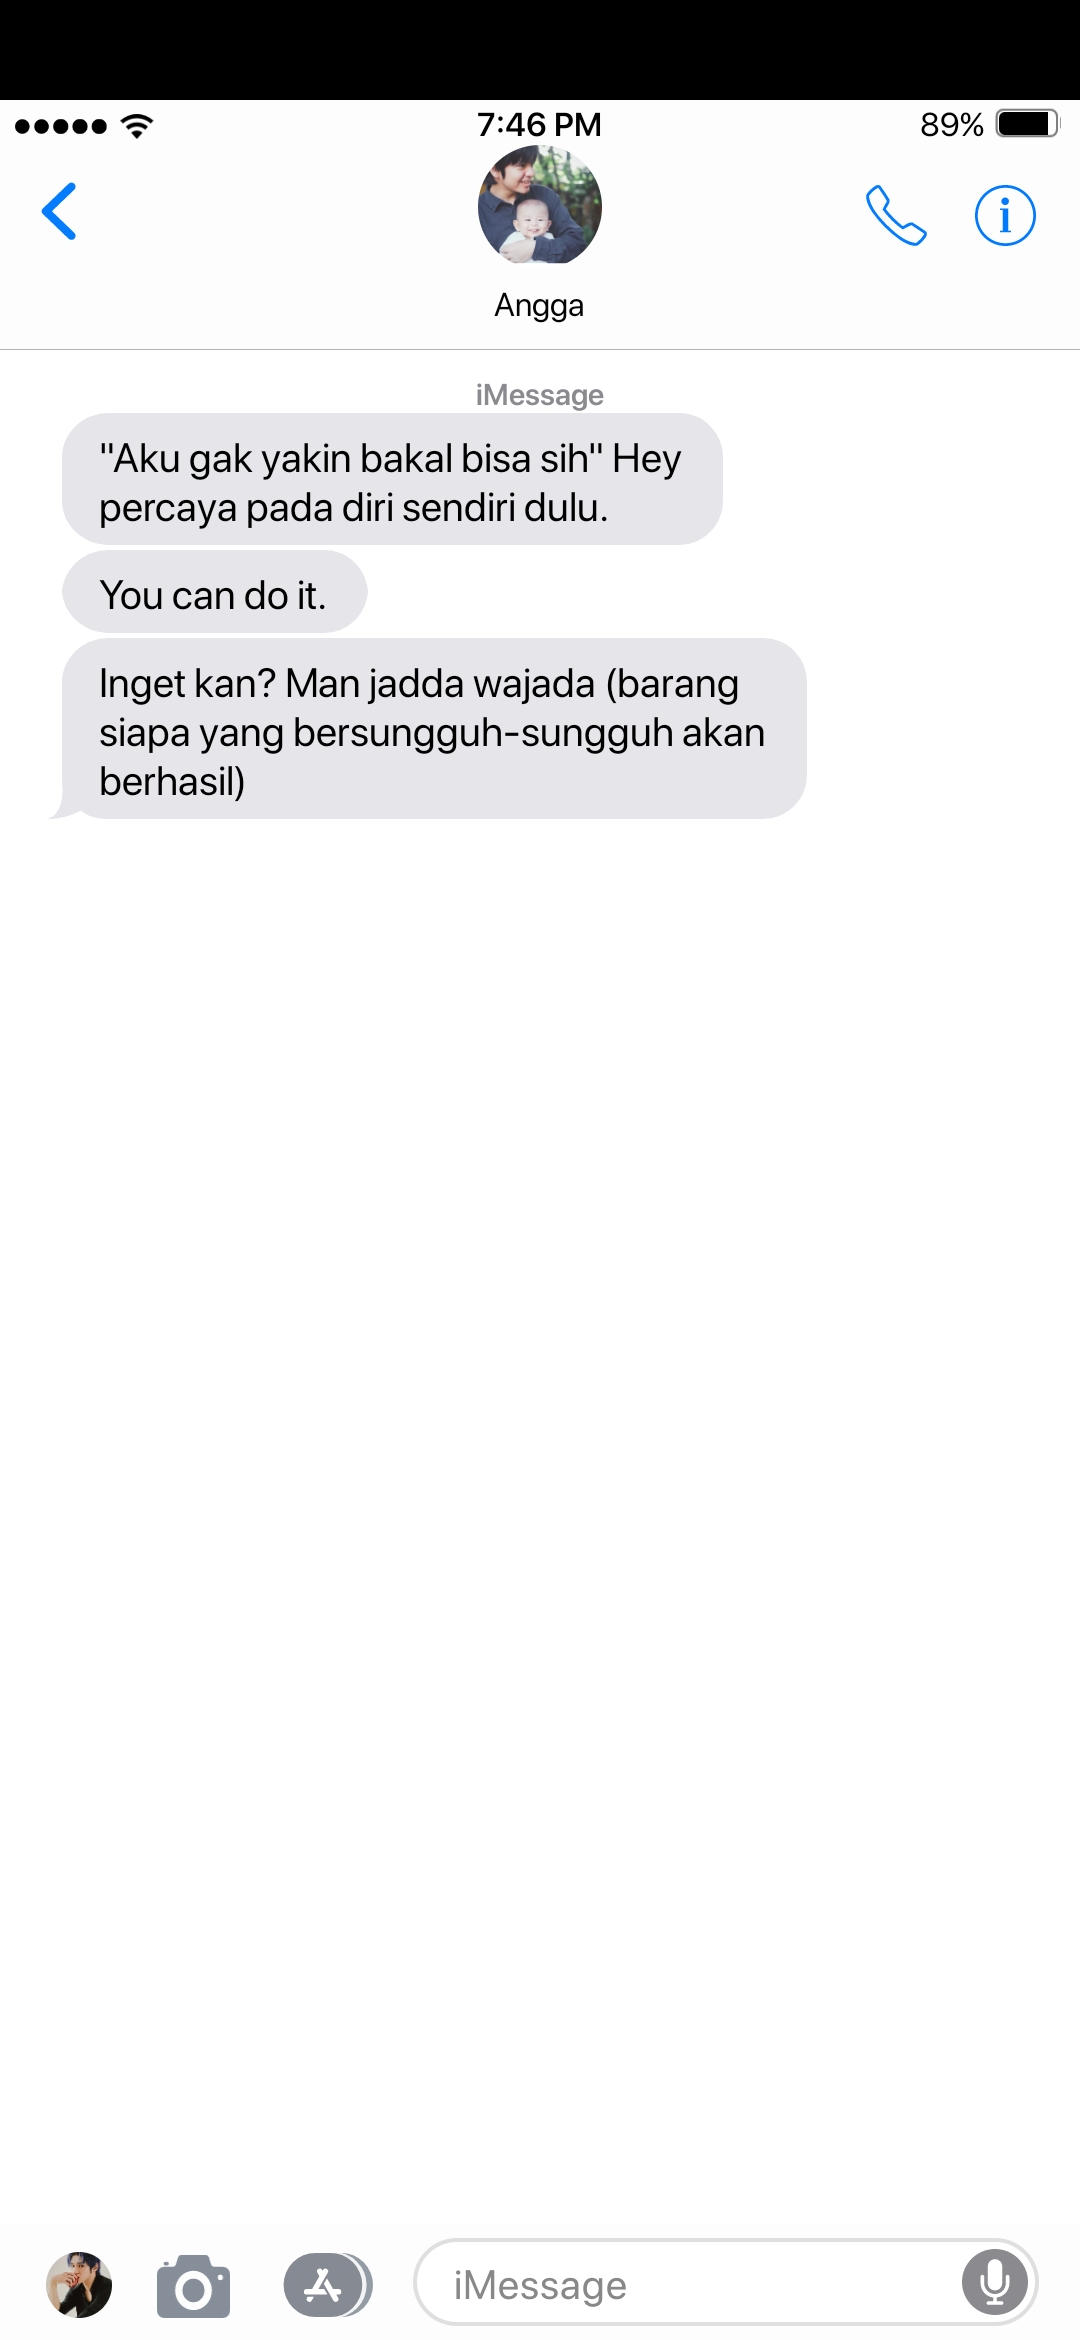 7:46 PM
89%
Angga
iMessage
"Aku gak yakin bakal bisa sih" Hey
percaya pada diri sendiri dulu.
You can do it.
Inget kan? Man jadda wajada (barang
siapa yang bersungguh-sungguh akan
berhasil)
iMessage